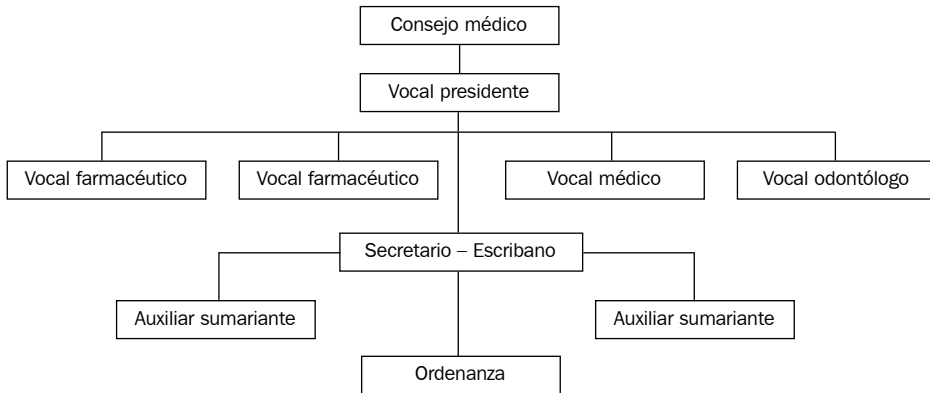 Consejo médico
Vocal presidente
Vocal farmacéutico
Vocal farmacéutico
Vocal médico
Vocal odontólogo
Secretario – Escribano
Auxiliar sumariante
Auxiliar sumariante
Ordenanza